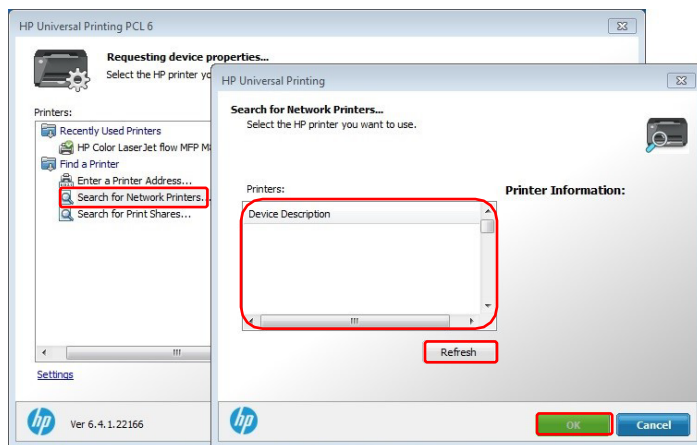 HP Universal Printing PCL 6
Requesting device properties...
Select the HP printer yo
Printers:
Recently Used Printers
HP Color LaserJet flow MFP M
Find a Printer
Enter a Printer Address...
Search for Network Printers...
Search for Print Shares...
Settings
hp
Ver 6.4.1.22166
HP Universal Printing
Search for Network Printers...
Select the HP printer you want to use.
Printers:
Device Description
Printer Information:
Refresh
hp
OK
Cancel